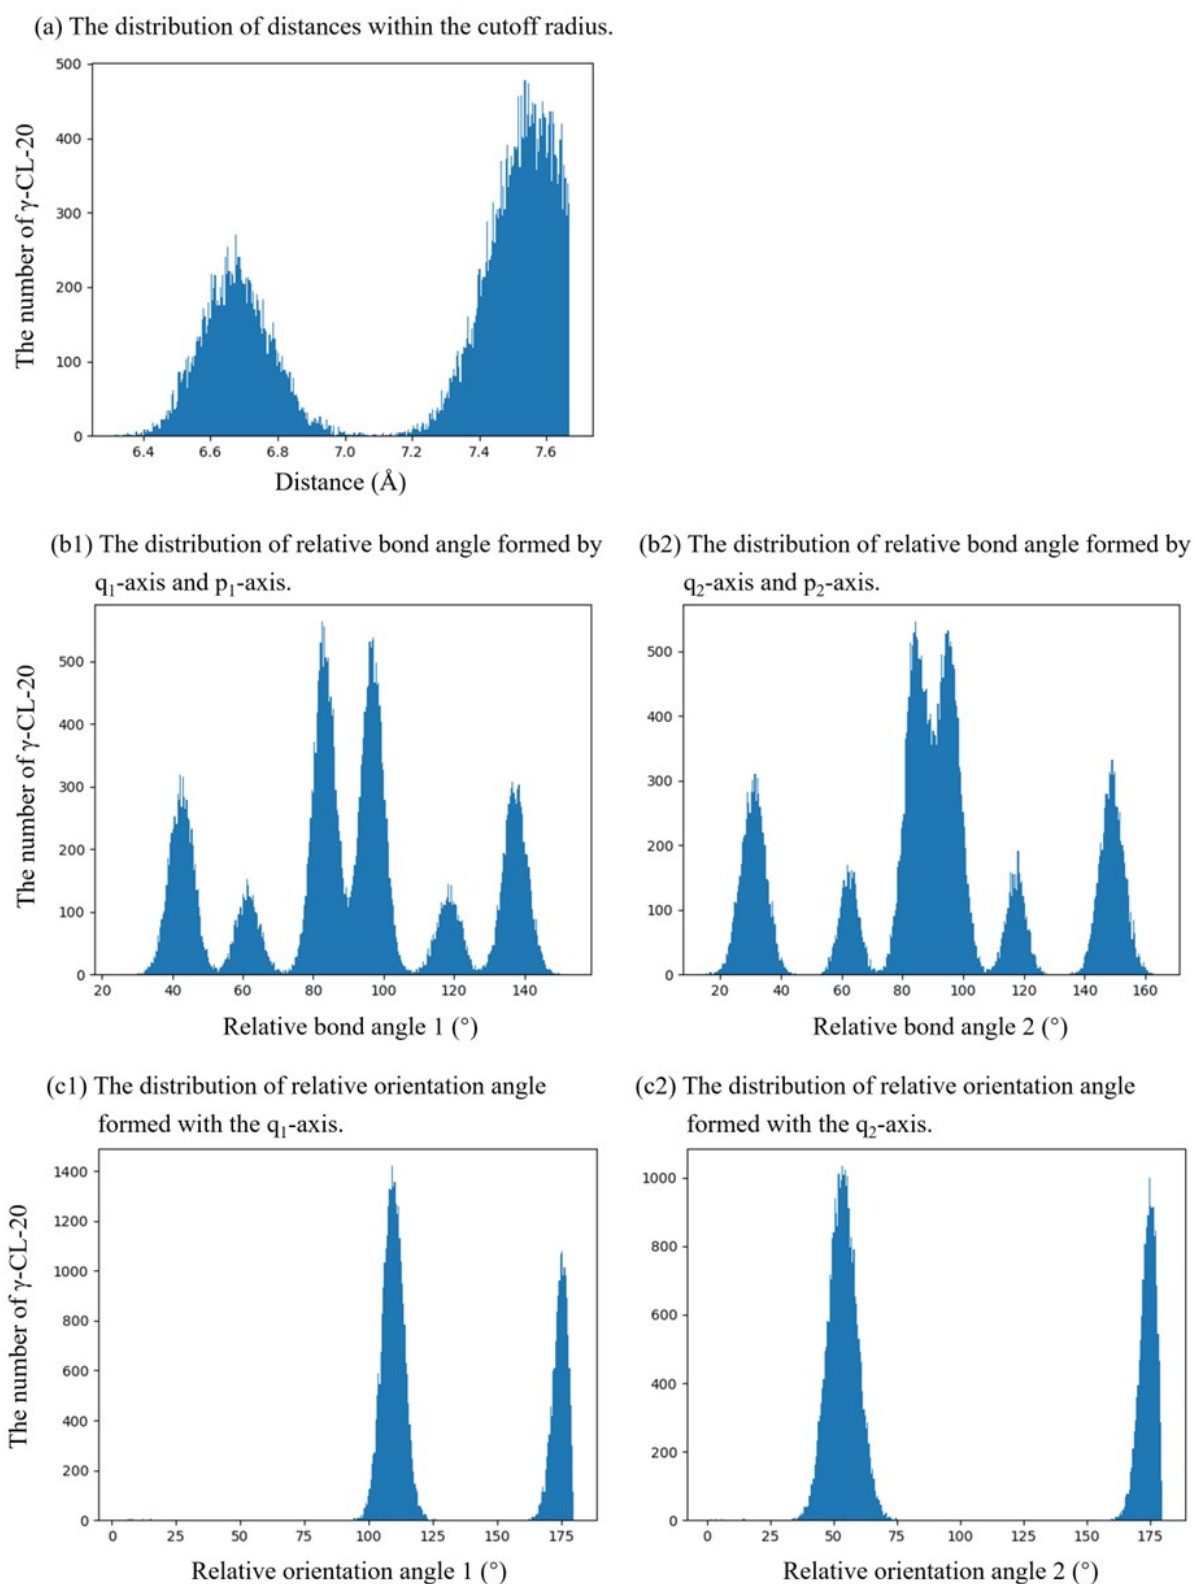 (a) The distribution of distances within the cutoff radius.
500
400
300
200
100
0
The number of γ-CL-20
6.4 6.6 6.8 7.0 7.2 7.4 7.6
Distance (Å)
(b1) The distribution of relative bond angle formed by
q₁-axis and p₁-axis.
500
400
300
200
100
0
The number of γ-CL-20
20 40 60 80 100 120 140
Relative bond angle 1 (°)
(b2) The distribution of relative bond angle formed by
q₂-axis and p₂-axis.
500
400
300
200
100
0
20 40 60 80 100 120 140 160
Relative bond angle 2 (°)
(c1) The distribution of relative orientation angle
formed with the q₁-axis.
1400
1200
1000
800
600
400
200
0
The number of γ-CL-20
0 25 50 75 100 125 150 175
Relative orientation angle 1 (°)
(c2) The distribution of relative orientation angle
formed with the q₂-axis.
1000
800
600
400
200
0
0 25 50 75 100 125 150 175
Relative orientation angle 2 (°)